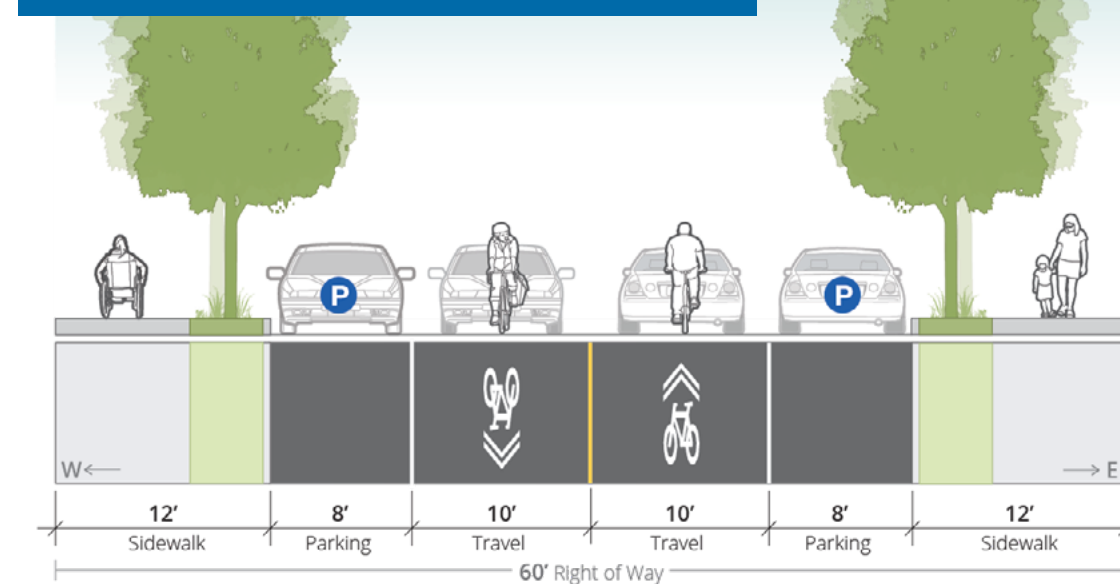 P
P
W
E
12' 8' 10' 10' 8' 12'
Sidewalk Parking Travel Travel Parking Sidewalk
60' Right of Way